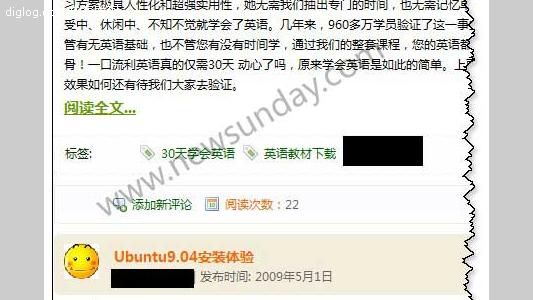 diglog.c
习方案极具人性化和超强实用性，她无需我们抽出专门的时间，也无需记忆
受中、休闲中、不知不觉就学会了英语。几年来，960多万学员验证了这一事
管有无英语基础，也不管您有没有时间学，通过我们的整套课程，您的英语
骨！一口流利英语真的仅需30天 动心了吗，原来学会英语是如此的简单。上
效果如何还有待我们大家去验证。
阅读全文...
www.newsunday.com
标签: 30天学会英语 英语教材下载
添加新评论 阅读次数：22
Ubuntu9.04安装体验
发布时间: 2009年5月1日